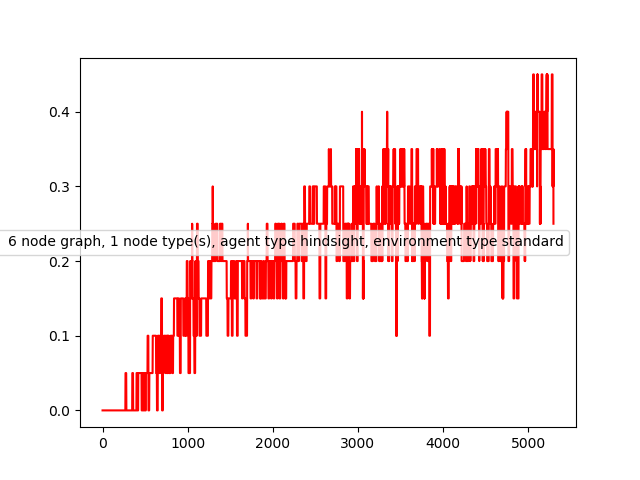 0.4
0.3
6 node graph, 1 node type(s), agent type hindsight, environment type standard
0.2
0.1
0.0
0 1000 2000 3000 4000 5000